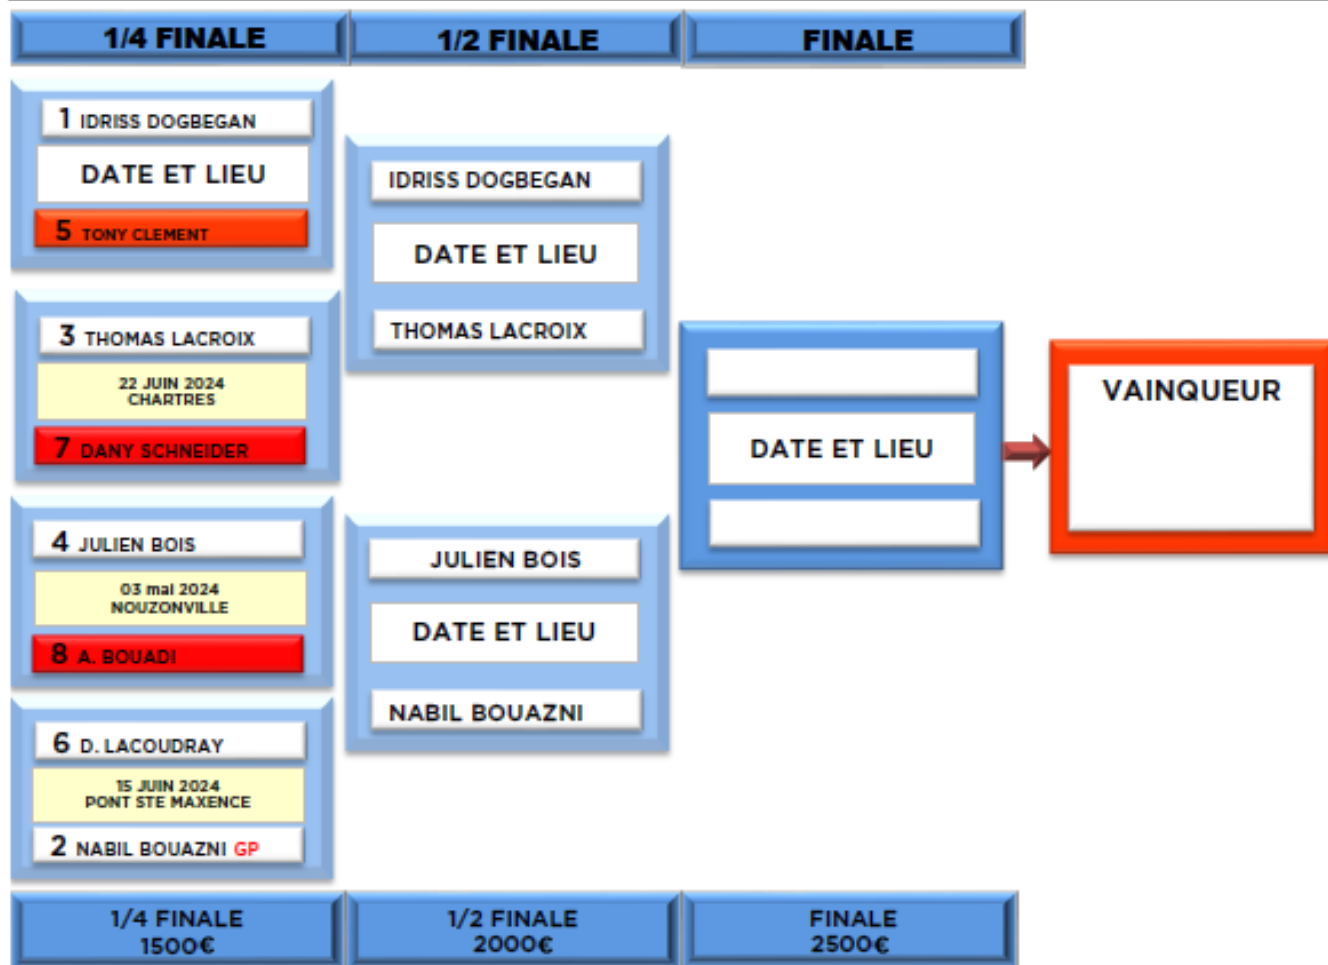 1/4 FINALE
1/2 FINALE
FINALE
1 IDRISS DOGBEGAN
DATE ET LIEU
5 TONY CLEMENT
3 THOMAS LACROIX
22 JUIN 2024
CHARTRES
7 DANY SCHNEIDER
4 JULIEN BOIS
03 mai 2024
NOUZONVILLE
8 A. BOUADI
6 D. LACOUDRAY
15 JUIN 2024
PONT STE MAXENCE
2 NABIL BOUAZNI GP
IDRISS DOGBEGAN
DATE ET LIEU
THOMAS LACROIX
JULIEN BOIS
DATE ET LIEU
NABIL BOUAZNI
DATE ET LIEU
VAINQUEUR
1/4 FINALE
1500€
1/2 FINALE
2000€
FINALE
2500€